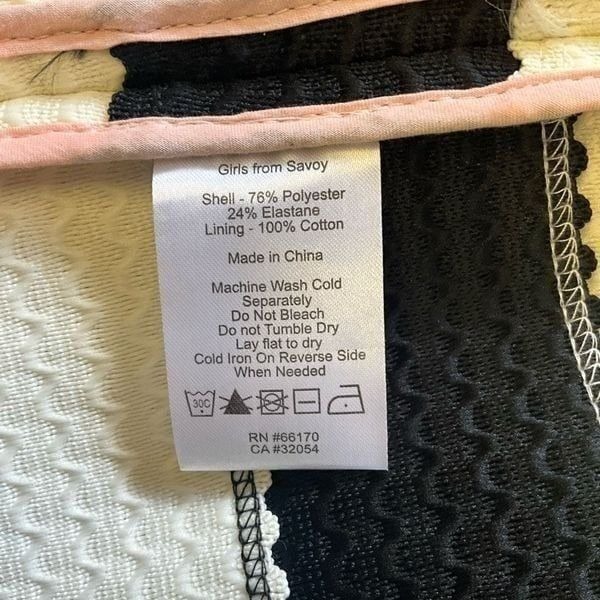 Girls from Savoy
Shell - 76% Polyester
24% Elastane
Lining - 100% Cotton
Made in China
Machine Wash Cold
Separately
Do Not Bleach
Do not Tumble Dry
Lay flat to dry
Cold Iron On Reverse Side
When Needed
30C
RN #66170
CA #32054